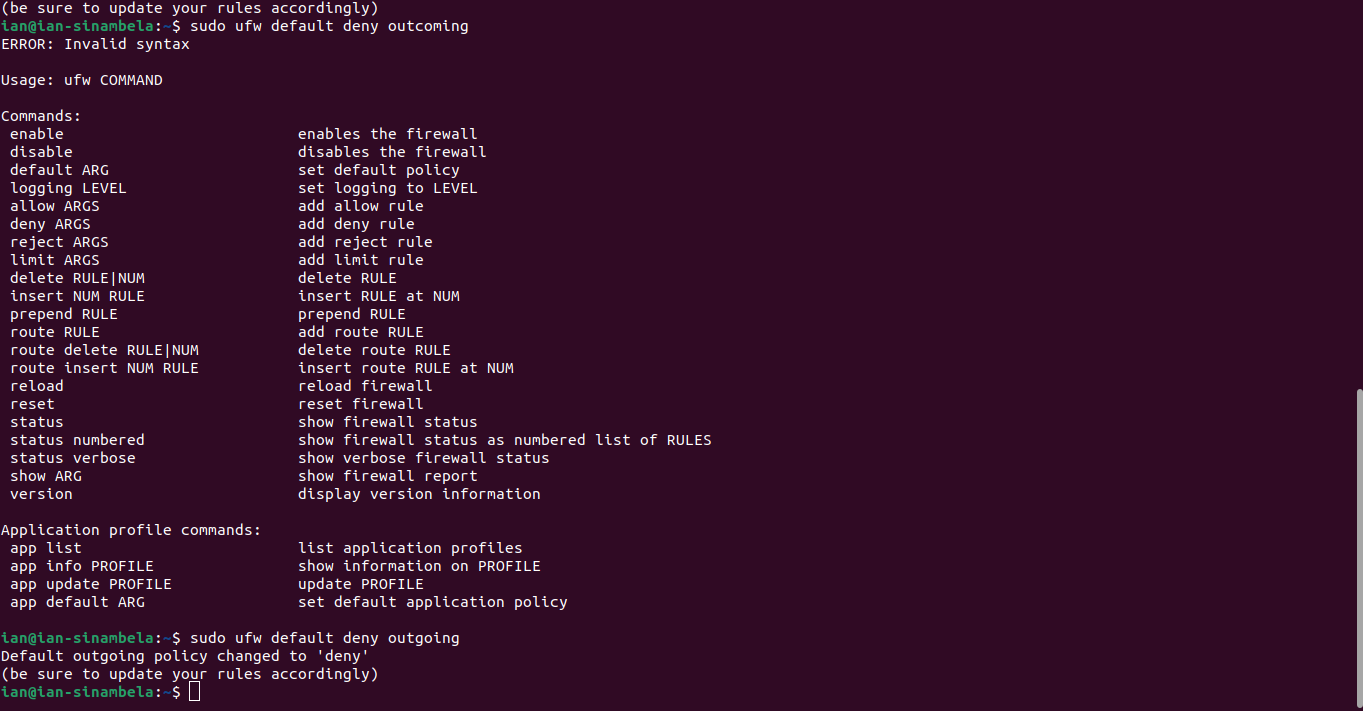 (be sure to update your rules accordingly)
ian@ian-sinambela:~$ sudo ufw default deny outcoming
ERROR: Invalid syntax

Usage: ufw COMMAND

Commands:
 enable                          enables the firewall
 disable                         disables the firewall
 default ARG                     set default policy
 logging LEVEL                   set logging to LEVEL
 allow ARGS                      add allow rule
 deny ARGS                       add deny rule
 reject ARGS                     add reject rule
 limit ARGS                      add limit rule
 delete RULE|NUM                 delete RULE
 insert NUM RULE                 insert RULE at NUM
 prepend RULE                    prepend RULE
 route RULE                      add route RULE
 route delete RULE|NUM           delete route RULE
 route insert NUM RULE           insert route RULE at NUM
 reload                          reload firewall
 reset                           reset firewall
 status                          show firewall status
 status numbered                 show firewall status as numbered list of RULES
 status verbose                  show verbose firewall status
 show ARG                        show firewall report
 version                         display version information

Application profile commands:
 app list                        list application profiles
 app info PROFILE                show information on PROFILE
 app update PROFILE              update PROFILE
 app default ARG                 set default application policy

ian@ian-sinambela:~$ sudo ufw default deny outgoing
Default outgoing policy changed to 'deny'
(be sure to update your rules accordingly)
ian@ian-sinambela:~$